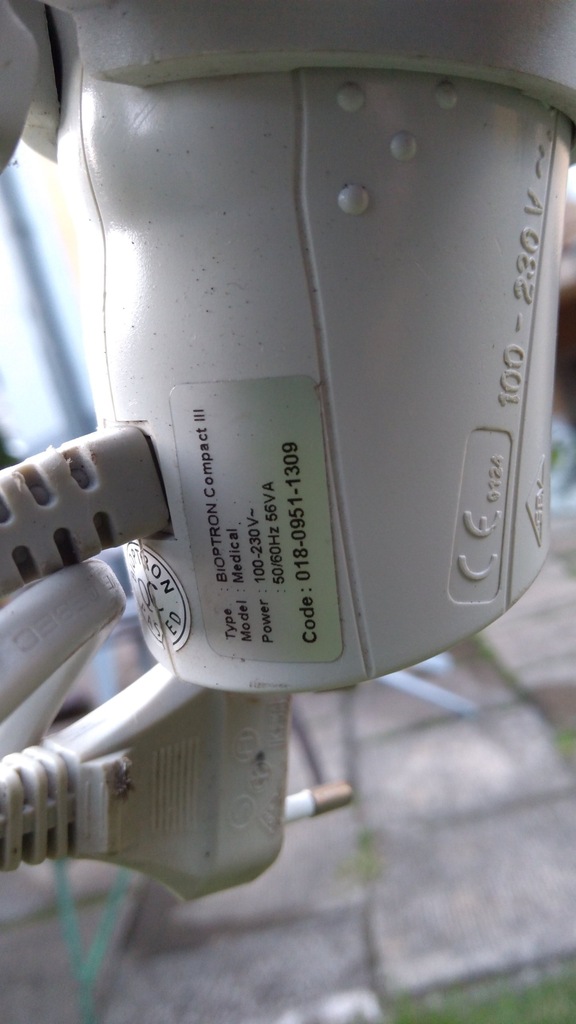 Type : BIOPTRON Compact III
Model : Medical
Power : 100-230V~
: 50/60Hz 56VA
Code: 018-0951-1309
100 - 230 V ~
CE 0124